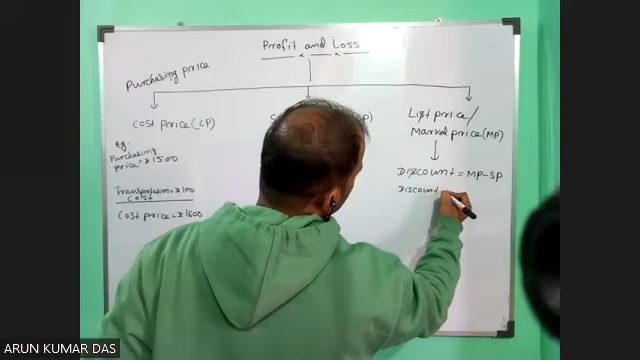 Profit and Loss
Purchasing price
Cost price (CP)
P)
List price/
Marked price (MP)
eg:
Purchasing
price = ₹1500
Transportation = ₹100
cost
Cost price = ₹1600
Discount = MP-SP
Discount
ARUN KUMAR DAS